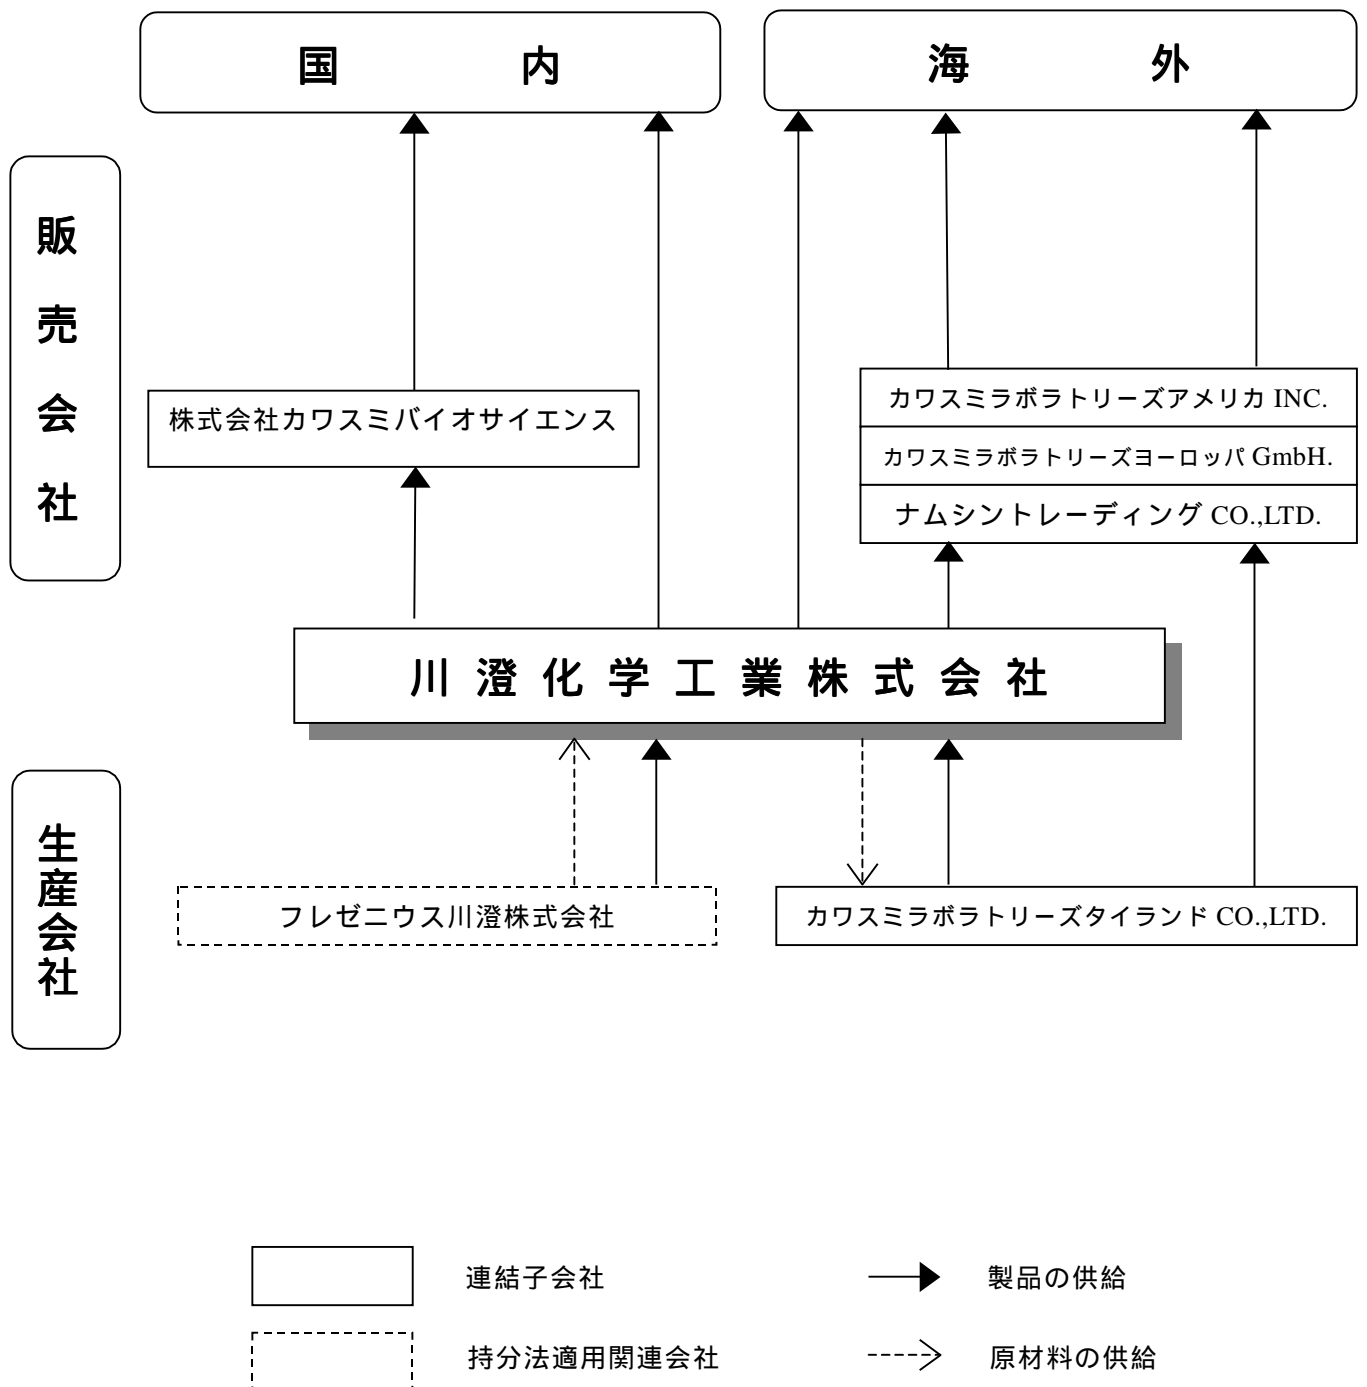 国内
海外
販売会社
株式会社カワスミバイオサイエンス
カワスミラボラトリーズアメリカ INC.
カワスミラボラトリーズヨーロッパ GmbH.
ナムシントレーディング CO.,LTD.
川澄化学工業株式会社
生産会社
フレゼニウス川澄株式会社
カワスミラボラトリーズタイランド CO.,LTD.
連結子会社
製品の供給
持分法適用関連会社
原材料の供給